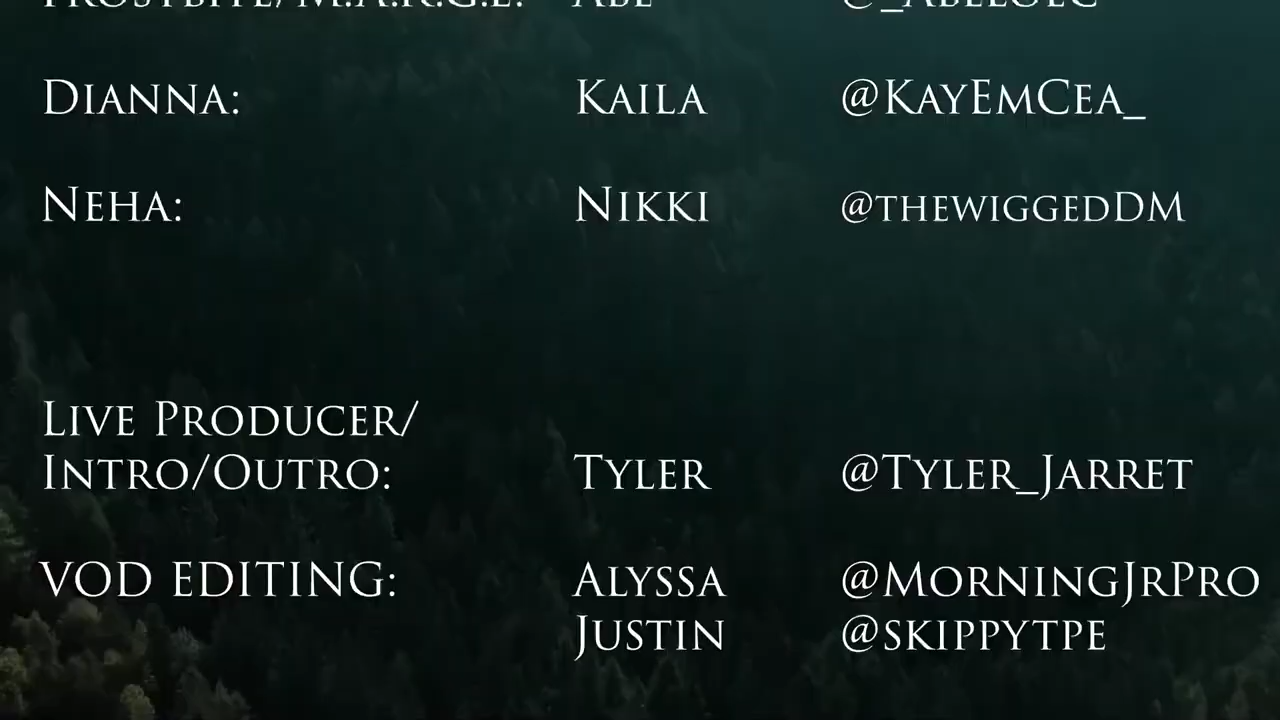 Dianna: Kaila @KayEmCea_
Neha: Nikki @thewiggedDM
Live Producer/
Intro/Outro: Tyler @Tyler_Jarret
VOD EDITING: Alyssa @MorningJrPro
Justin @skippytpe